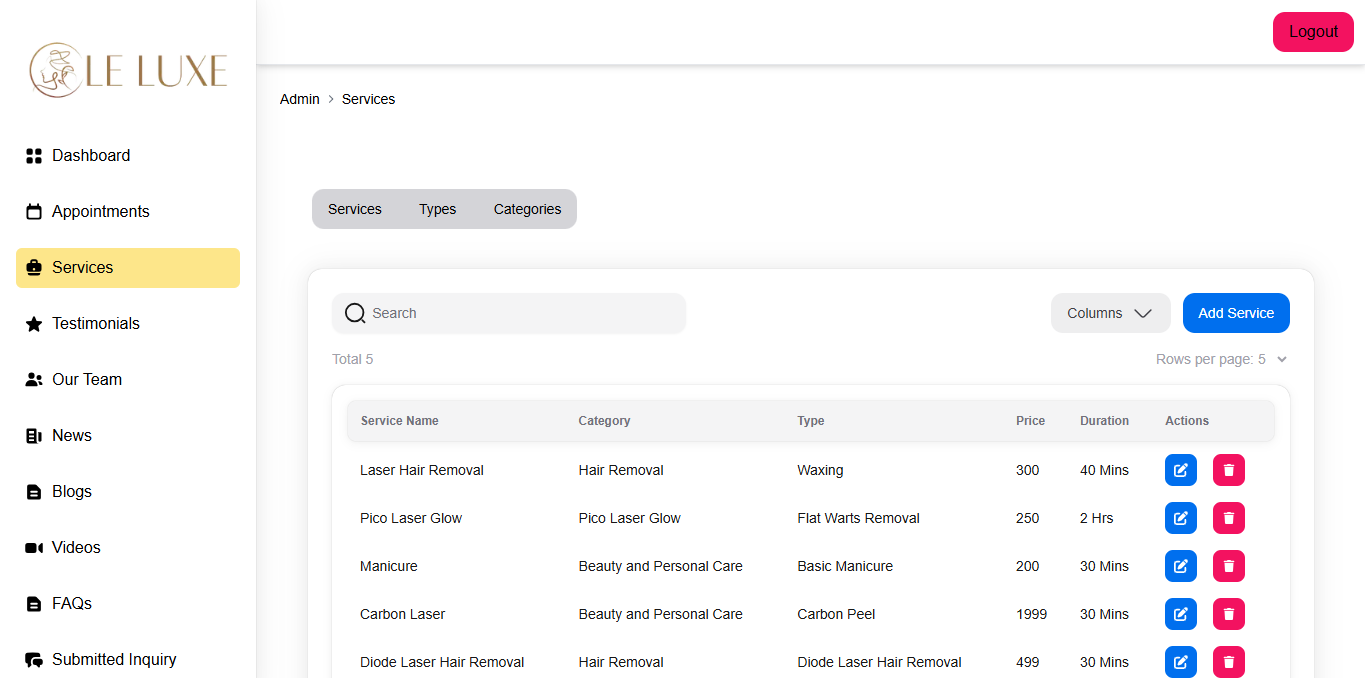 LE LUXE
Logout
Admin > Services
Dashboard
Appointments
Services
Testimonials
Our Team
News
Blogs
Videos
FAQs
Submitted Inquiry
Services Types Categories
Search
Columns
Add Service
Total 5
Rows per page: 5
Service Name Category Type Price Duration Actions
Laser Hair Removal Hair Removal Waxing 300 40 Mins
Pico Laser Glow Pico Laser Glow Flat Warts Removal 250 2 Hrs
Manicure Beauty and Personal Care Basic Manicure 200 30 Mins
Carbon Laser Beauty and Personal Care Carbon Peel 1999 30 Mins
Diode Laser Hair Removal Hair Removal Diode Laser Hair Removal 499 30 Mins